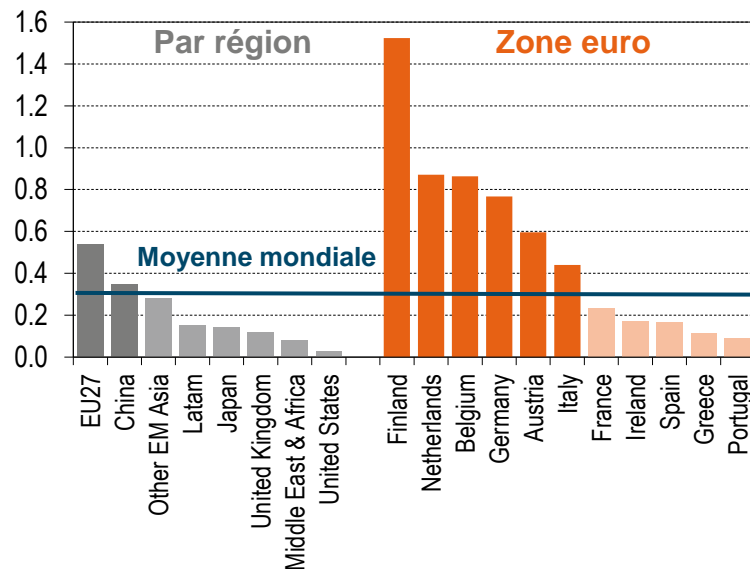 Par région
Zone euro
1.6
1.4
1.2
1.0
0.8
0.6
0.4
0.2
0.0
Moyenne mondiale
EU27
China
Other EM Asia
Latam
Japan
United Kingdom
Middle East & Africa
United States
Finland
Netherlands
Belgium
Germany
Austria
Italy
France
Ireland
Spain
Greece
Portugal